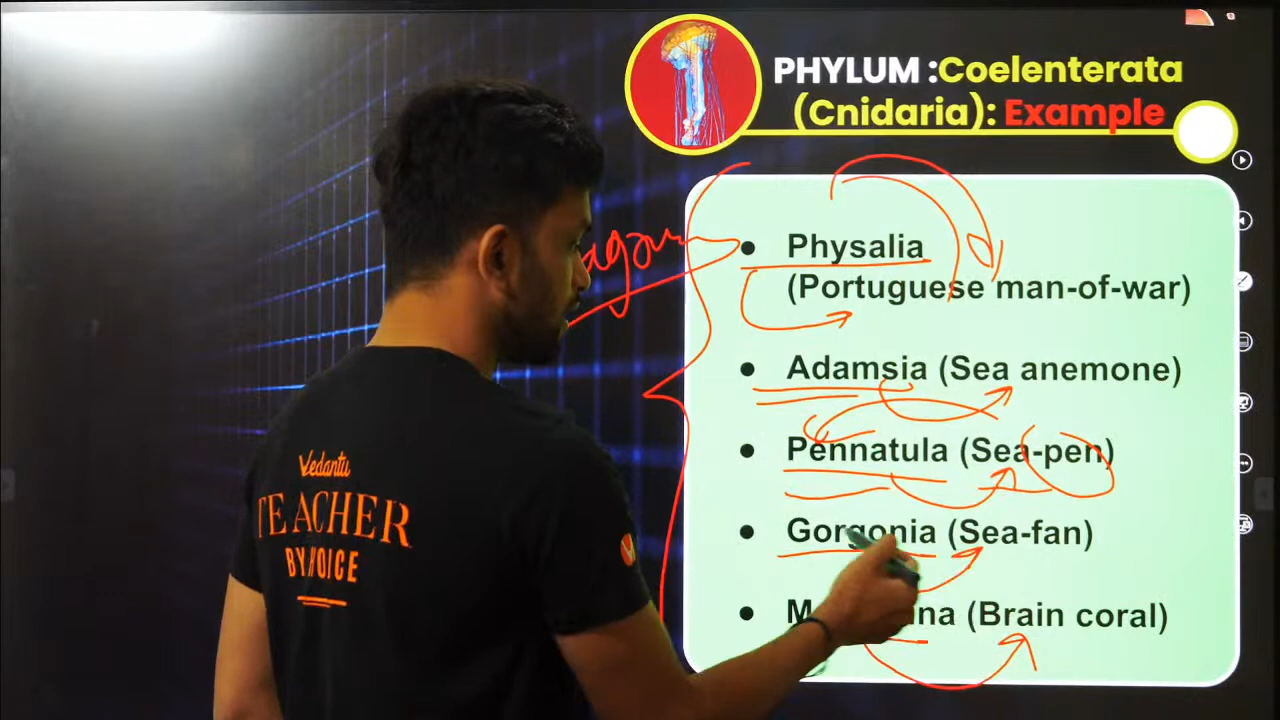 PHYLUM :Coelenterata
(Cnidaria): Example
• Physalia
(Portuguese man-of-war)
• Adamsia (Sea anemone)
• Pennatula (Sea-pen)
• Gorgonia (Sea-fan)
(Brain coral)
Vedantu
TEACHER
BY CHOICE